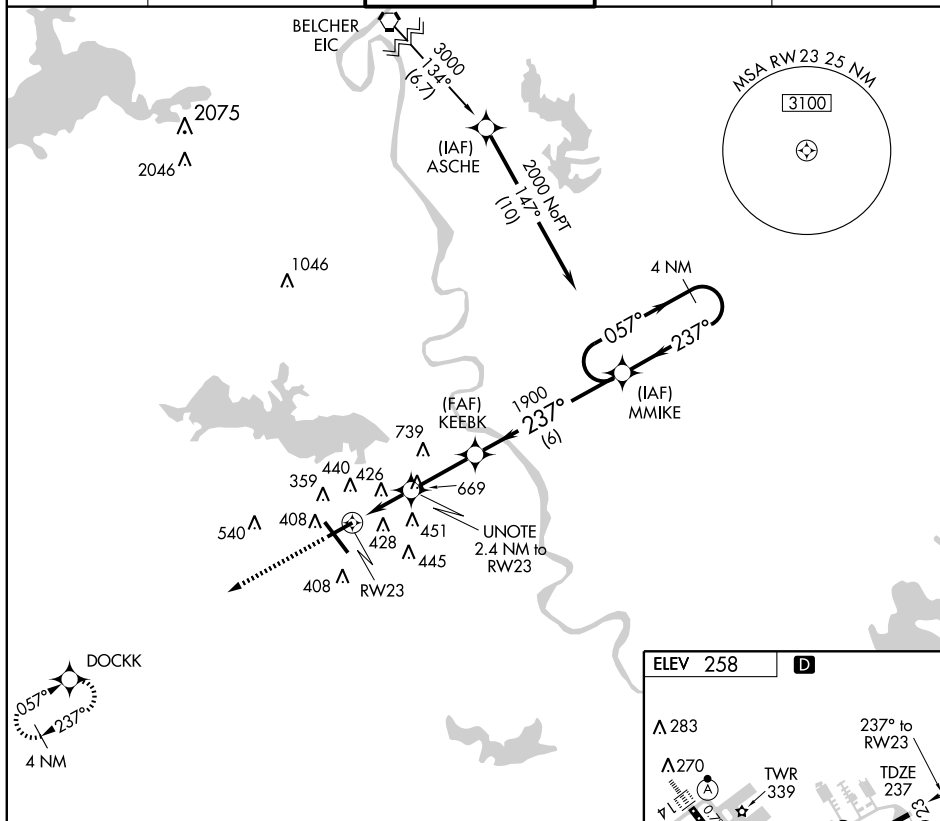 BELCHER
EIC
3000
134°
(6.7)
MSA RW23 25 NM
3100
2075
2046
(IAF)
ASCHE
2000 NoPT
147°
(10)
1046
4 NM
057°
237°
(IAF)
MMIKE
1900
237°
(6)
(FAF)
KEEBK
739
440
426
359
669
540
408
428
451
UNOTE
2.4 NM to
RW23
445
408
RW23
DOCKK
057°
237°
4 NM
ELEV 258
D
283
237° to
RW23
270
A
TWR
339
TDZE
237
14
23